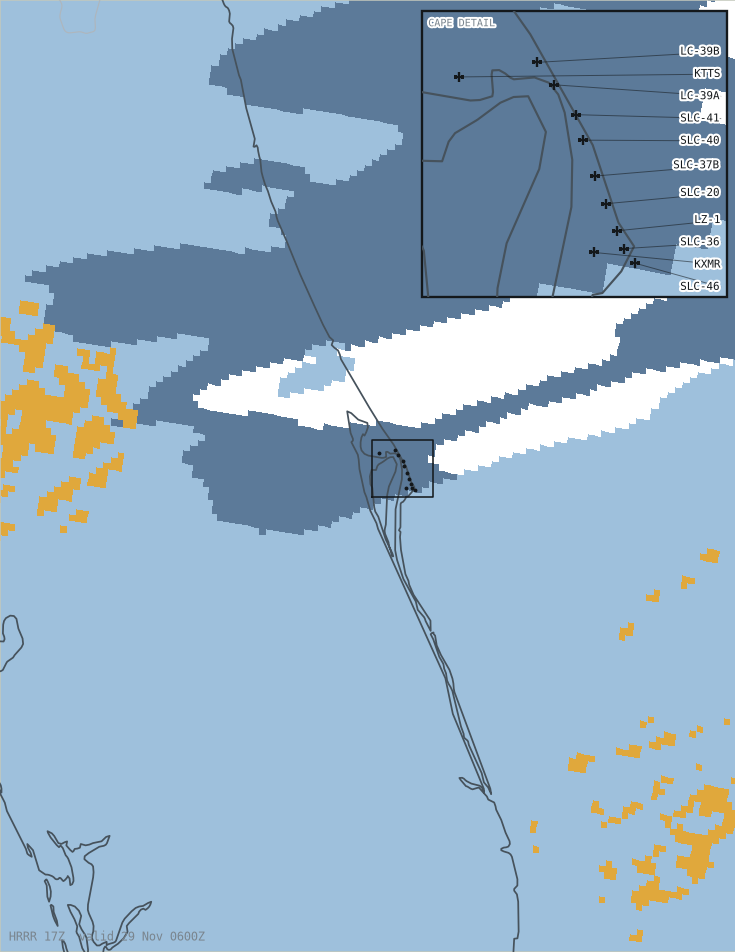 CAPE DETAIL
LC-39B
KTTS
LC-39A
SLC-41
SLC-40
SLC-37B
SLC-20
LZ-1
SLC-36
KXMR
SLC-46
HRRR 17Z valid 29 Nov 0600Z